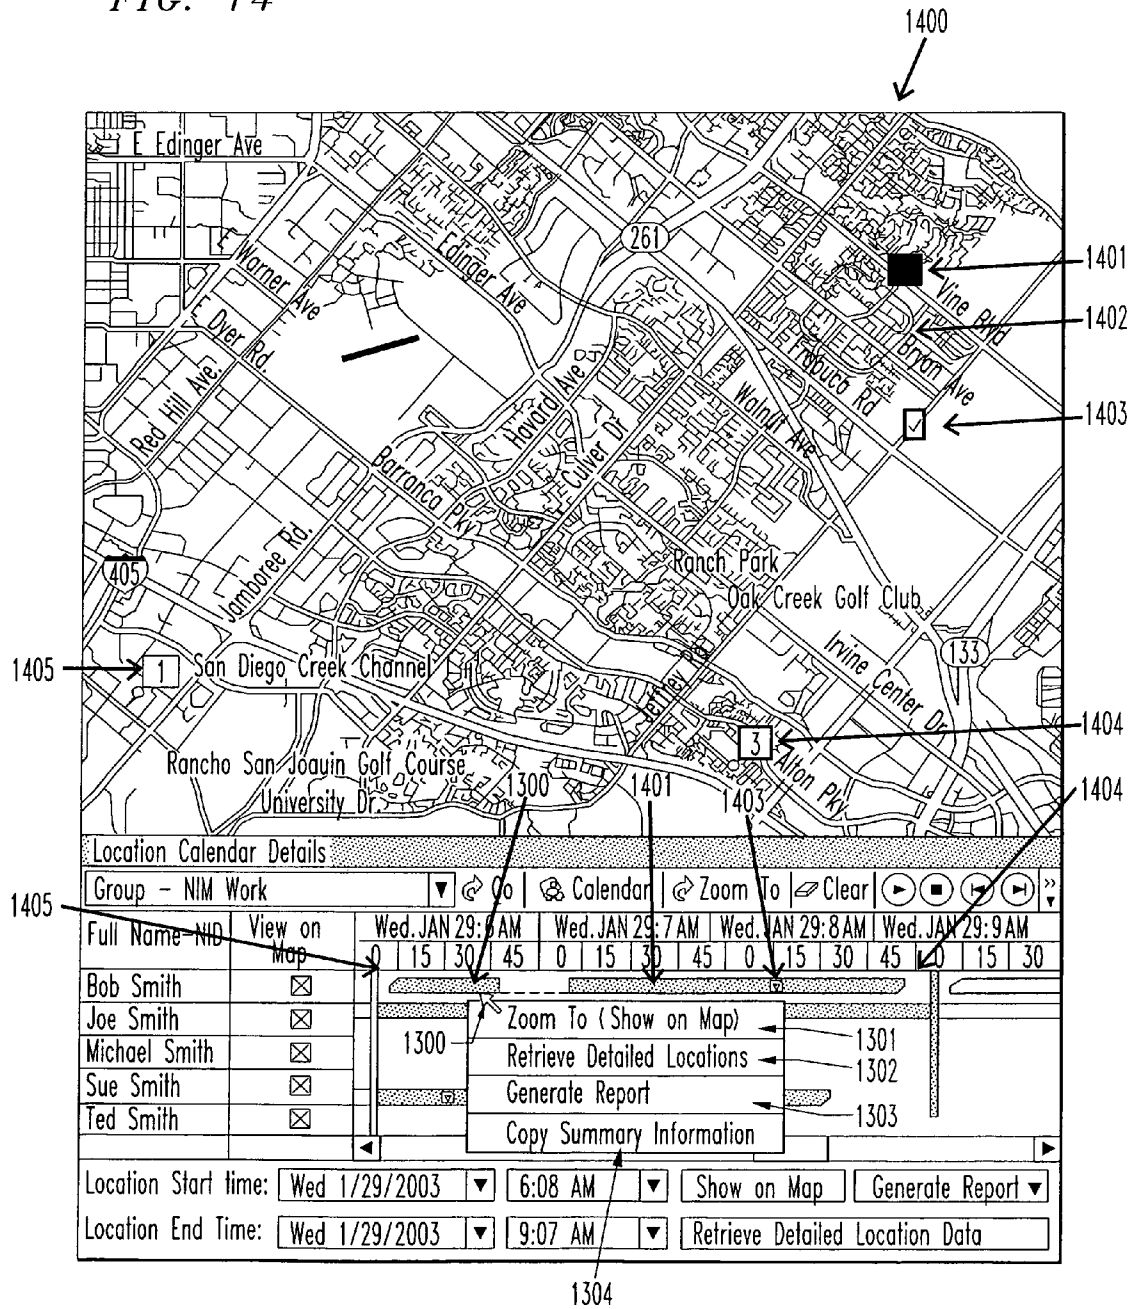 FIG. 14
1400
E Edinger Ave
261
Edinger Ave
Warner Ave
1401
Vine Blvd
1402
E Dyer Rd.
Bryan Ave
Trabuco Rd
Red Hill Ave.
Havard Ave
Walnut Ave
1403
Culver Dr
Barranca Pkv
Ranch Park
405
Jamboree Rd.
Oak Creek Golf Club
133
1405
1
San Diego Creek Channel
Jeffrey Rd
Irvine Center Dr
3
1404
Alton Pkv
Rancho San Joauin Golf Course
1300
1401
1403
1404
University Dr.
Location Calendar Details
Group - NIM Work
Go
Calendar
Zoom To
Clear
1405
Full Name-NID
View on Map
Wed. JAN 29:6 AM
Wed. JAN 29:7 AM
Wed. JAN 29:8 AM
Wed. JAN 29:9 AM
0 15 30 45 0 15 30 45 0 15 30 45 0 15 30
Bob Smith
Joe Smith
Michael Smith
Sue Smith
Ted Smith
1300
Zoom To (Show on Map)
1301
Retrieve Detailed Locations
1302
Generate Report
1303
Copy Summary Information
Location Start time: Wed 1/29/2003 6:08 AM Show on Map Generate Report
Location End Time: Wed 1/29/2003 9:07 AM Retrieve Detailed Location Data
1304